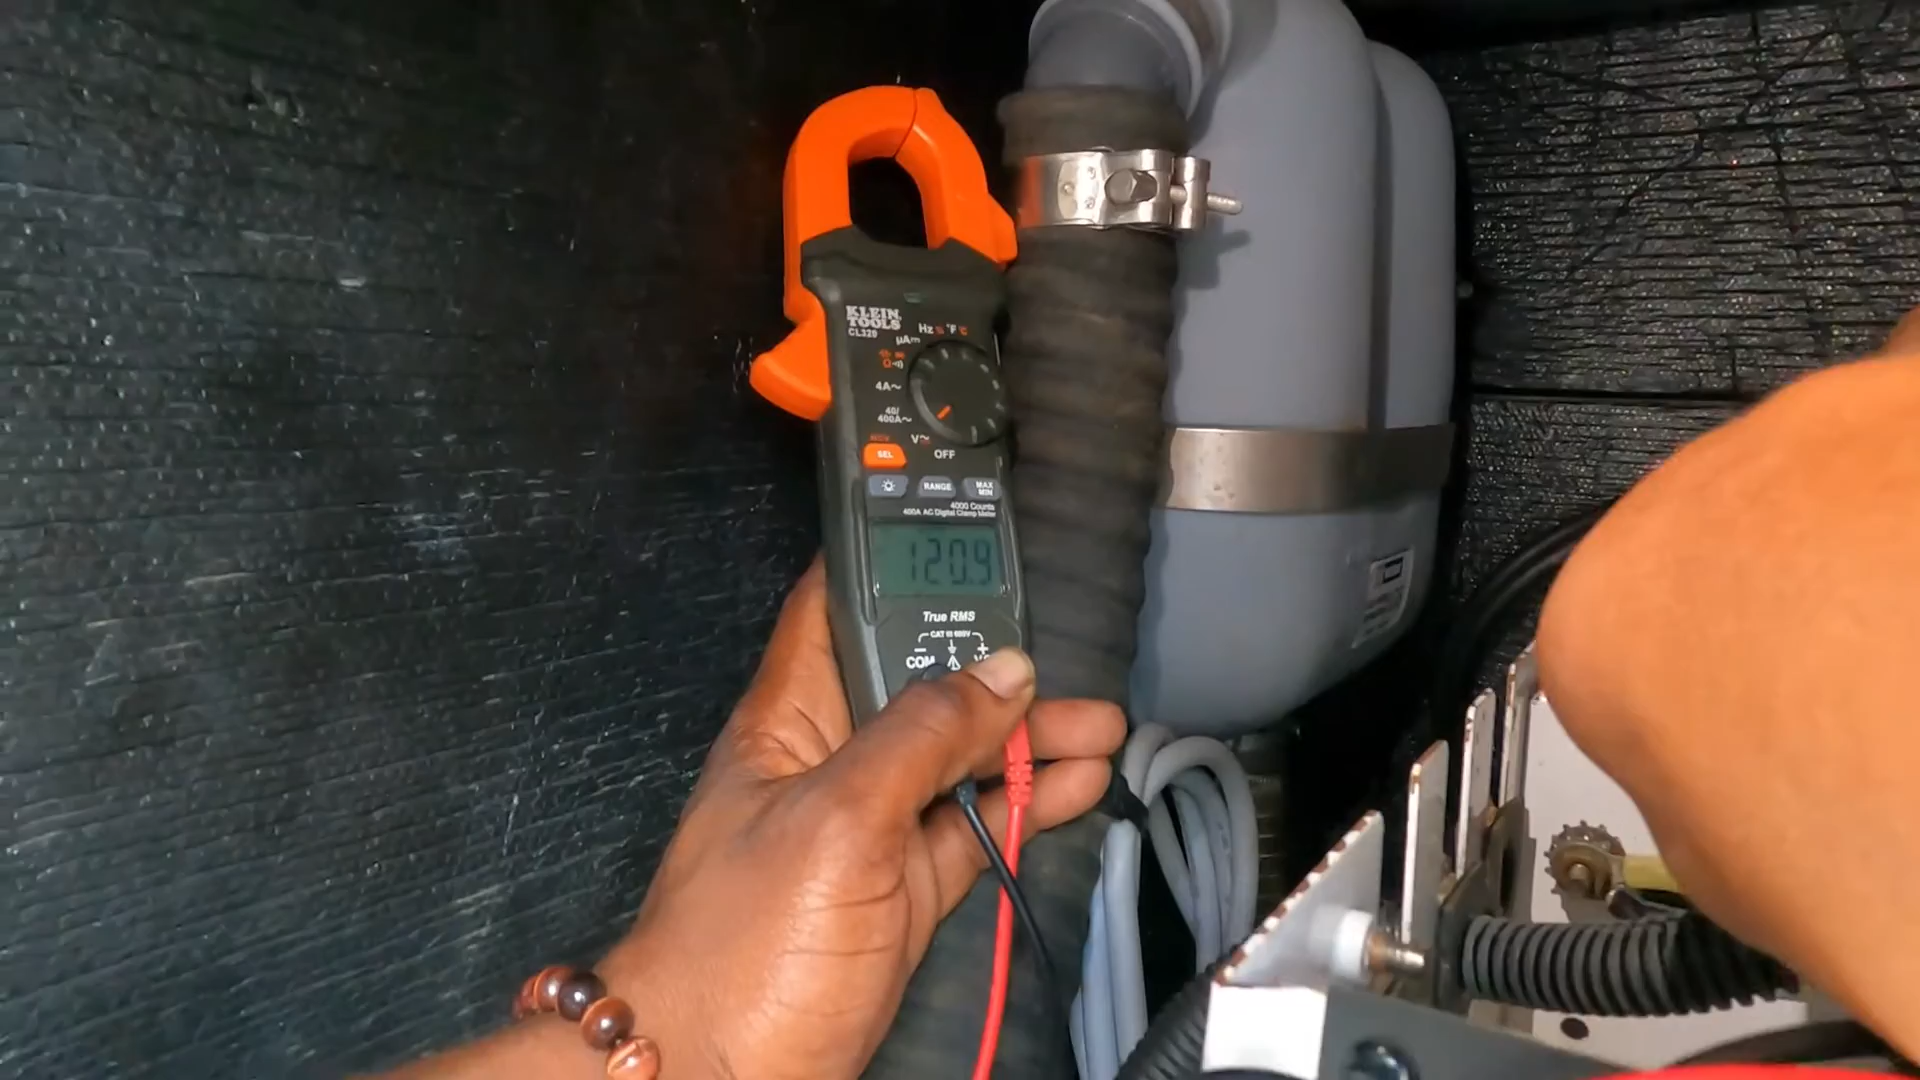 KLEIN
TOOLS
CL320
Hz % °F °C
µA
Ω
4A~
40/
400A~
V
OFF
SEL
RANGE
MAX
MIN
4000 Counts
400A AC Digital Clamp Meter
120.9
True RMS
CAT III 600V
COM